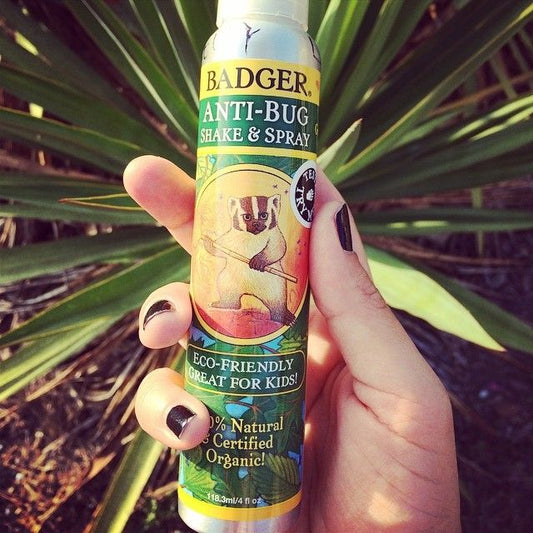 BADGER®
ANTI-BUG
SHAKE & SPRAY
ECO-FRIENDLY
GREAT FOR KIDS!
0% Natural
& Certified
Organic!
118.3ml/4 fl oz
BADGER